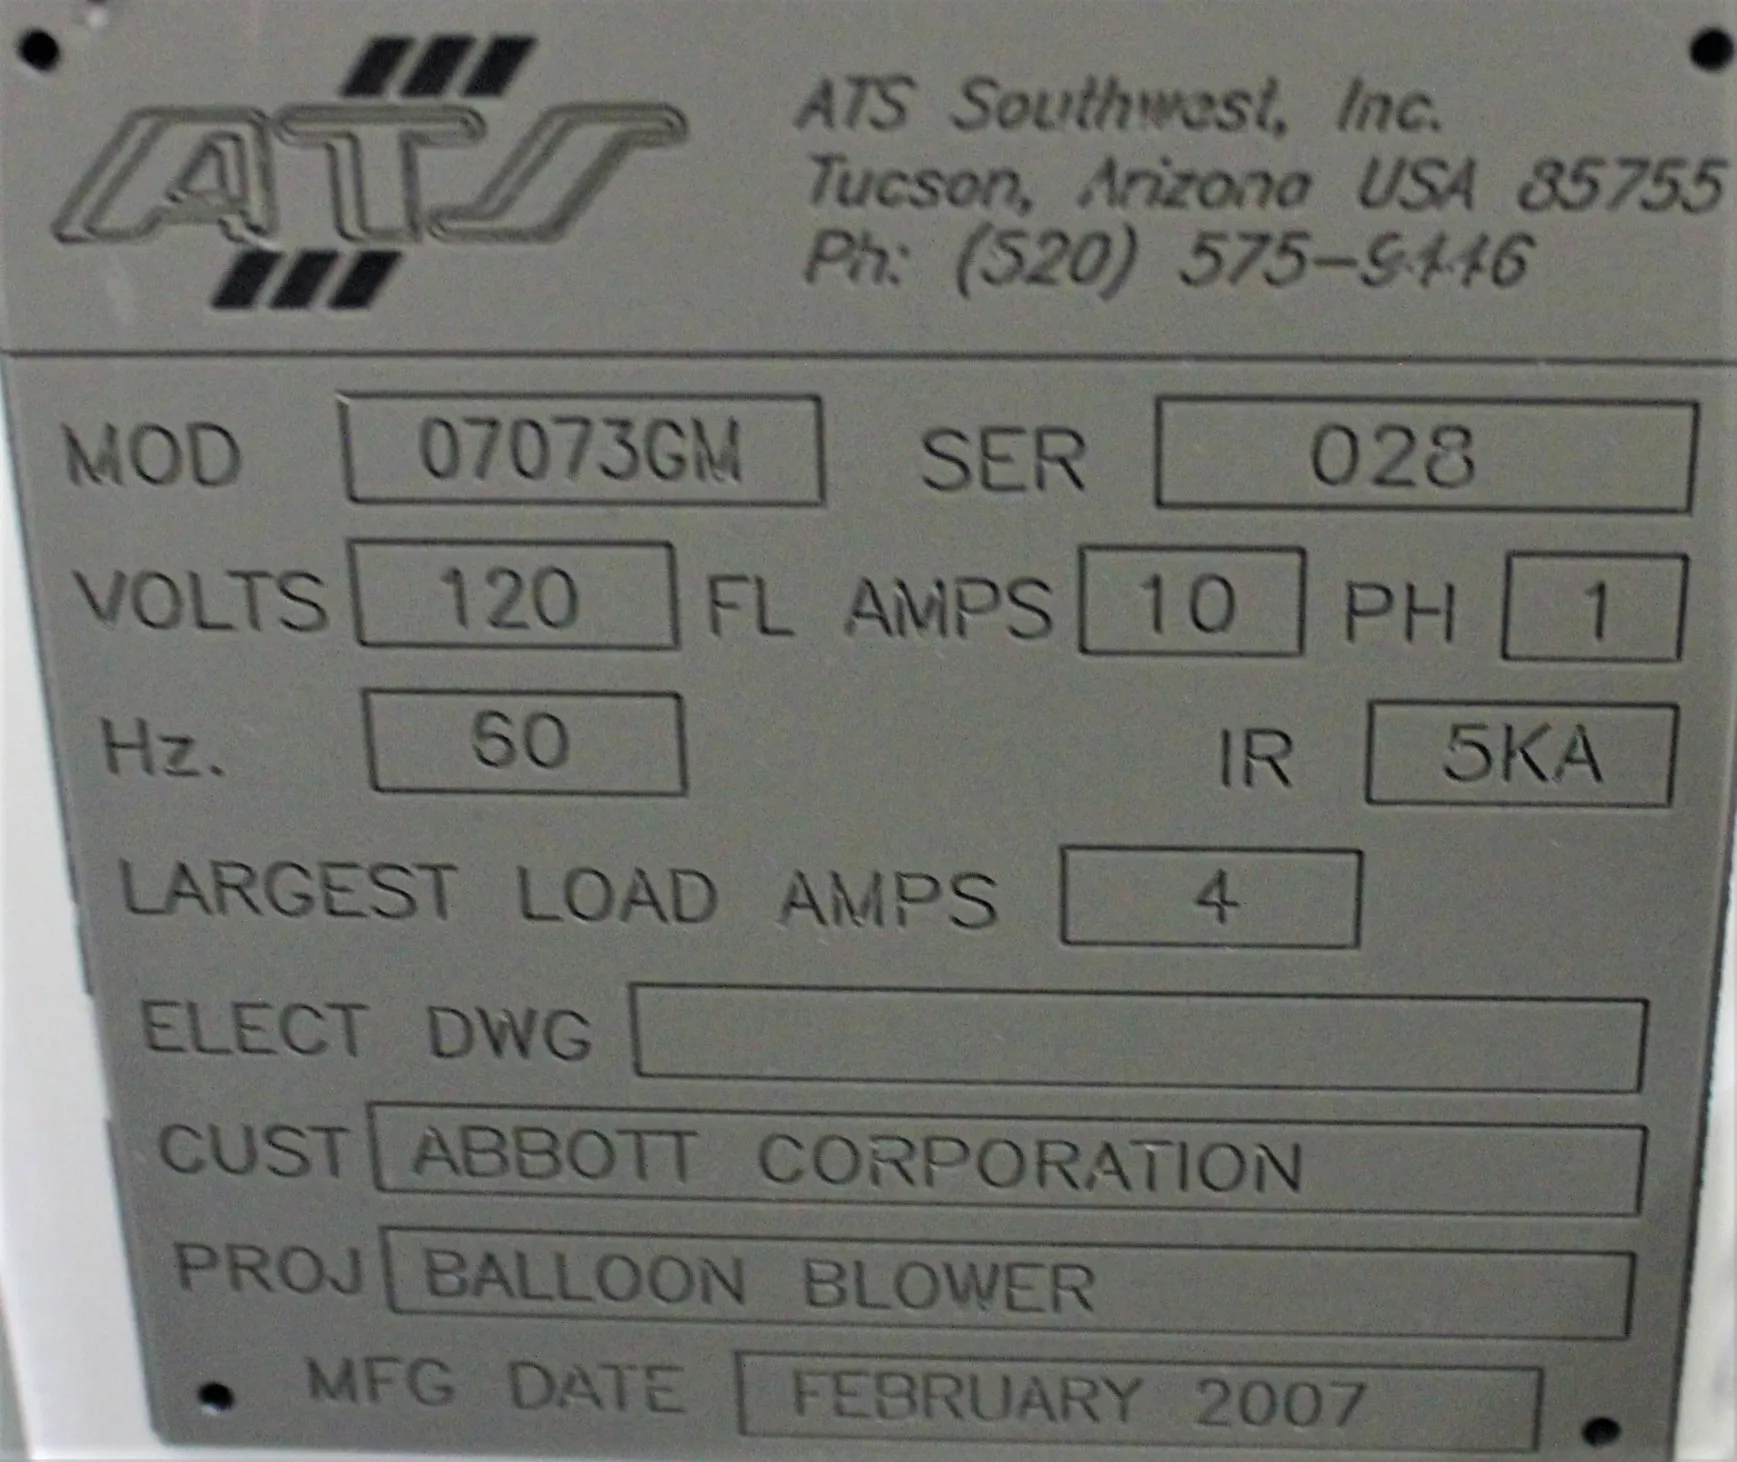 ATS
ATS Southwest, Inc.
Tucson, Arizona USA 85755
Ph: (520) 575-9446
MOD 07073GM SER 028
VOLTS 120 FL AMPS 10 PH 1
Hz. 60 IR 5KA
LARGEST LOAD AMPS 4
ELECT DWG
CUST ABBOTT CORPORATION
PROJ BALLOON BLOWER
MFG DATE FEBRUARY 2007